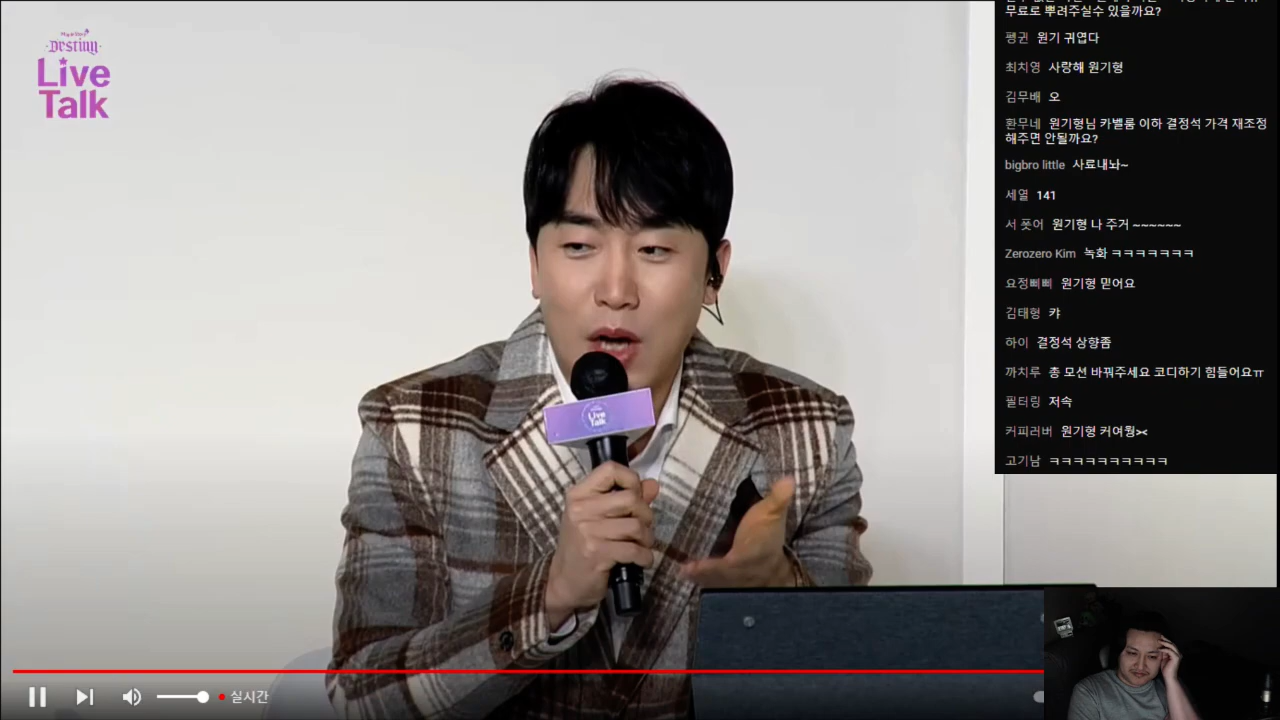 MapleStory
Destiny
Live
Talk
Live
Talk
실시간
무료로 뿌려주실수 있을까요?
펭귄 원기 귀엽다
최치영 사랑해 원기형
김무배 오
환무네 원기형님 카벨룸 이하 결정석 가격 재조정
해주면 안될까요?
bigbro little 사료내놔~
세열 141
서 폿어 원기형 나 주거 ~~~~~~
Zerozero Kim 녹화 ㅋㅋㅋㅋㅋㅋㅋ
요정삐삐 원기형 믿어요
김태형 캬
하이 결정석 상향좀
까치루 총 모션 바꿔주세요 코디하기 힘들어요ㅠ
필터링 저속
커피러버 원기형 커여웡><
고기남 ㅋㅋㅋㅋㅋㅋㅋㅋㅋㅋ